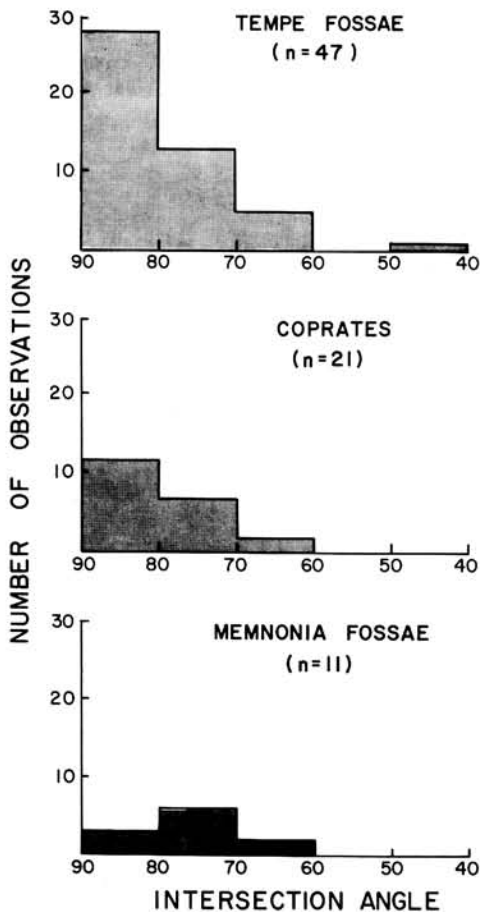 TEMPE FOSSAE
(n=47)
30
20
10
90 80 70 60 50 40
COPRATES
(n=21)
30
10
90 80 70 60 50 40
MEMNONIA FOSSAE
(n=11)
30
20
10
90 80 70 60 50 40
NUMBER OF OBSERVATIONS
INTERSECTION ANGLE